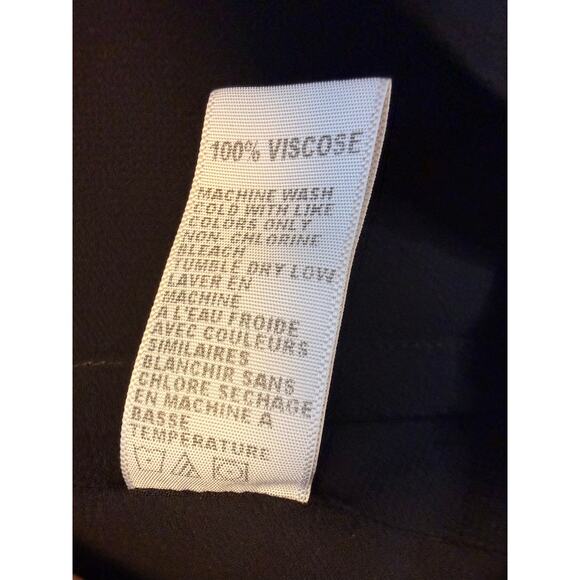 100% VISCOSE
MACHINE WASH
COLD WITH LIKE
COLORS ONLY
NON- CHLORINE
BLEACH
TUMBLE DRY LOW
LAVER EN
MACHINE
A L'EAU FROIDE
AVEC COULEURS
SIMILAIRES
BLANCHIR SANS
CHLORE SECHAGE
EN MACHINE A
BASSE
TEMPERATURE